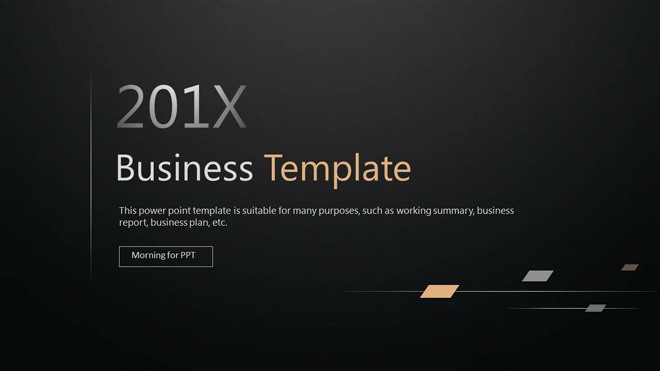 201X
Business Template
This power point template is suitable for many purposes, such as working summary, business
report, business plan, etc.
Morning for PPT